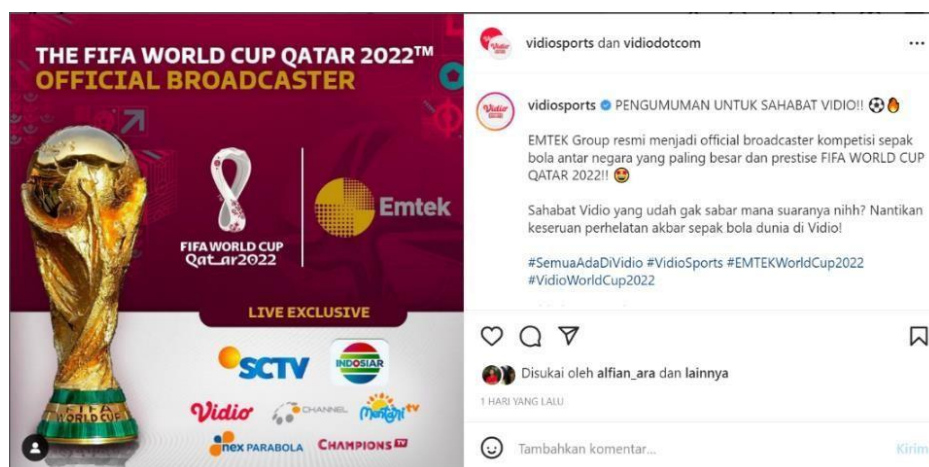 THE FIFA WORLD CUP QATAR 2022™
OFFICIAL BROADCASTER
FIFA WORLD CUP
Qatar2022
Emtek
LIVE EXCLUSIVE
SCTV
INDOSIAR
Vidio
CHANNEL
Mentari tv
nex PARABOLA
CHAMPIONS TV
FIFA
WORLD CUP
vidiosports dan vidiodotcom
vidiosports PENGUMUMAN UNTUK SAHABAT VIDIO!! ⚽🔥
EMTEK Group resmi menjadi official broadcaster kompetisi sepak
bola antar negara yang paling besar dan prestise FIFA WORLD CUP
QATAR 2022!! 🤩
Sahabat Vidio yang udah gak sabar mana suaranya nihh? Nantikan
keseruan perhelatan akbar sepak bola dunia di Vidio!
#SemuaAdaDiVidio #VidioSports #EMTEKWorldCup2022
#VidioWorldCup2022
Disukai oleh alfian_ara dan lainnya
1 HARI YANG LALU
Tambahkan komentar...
Kirim